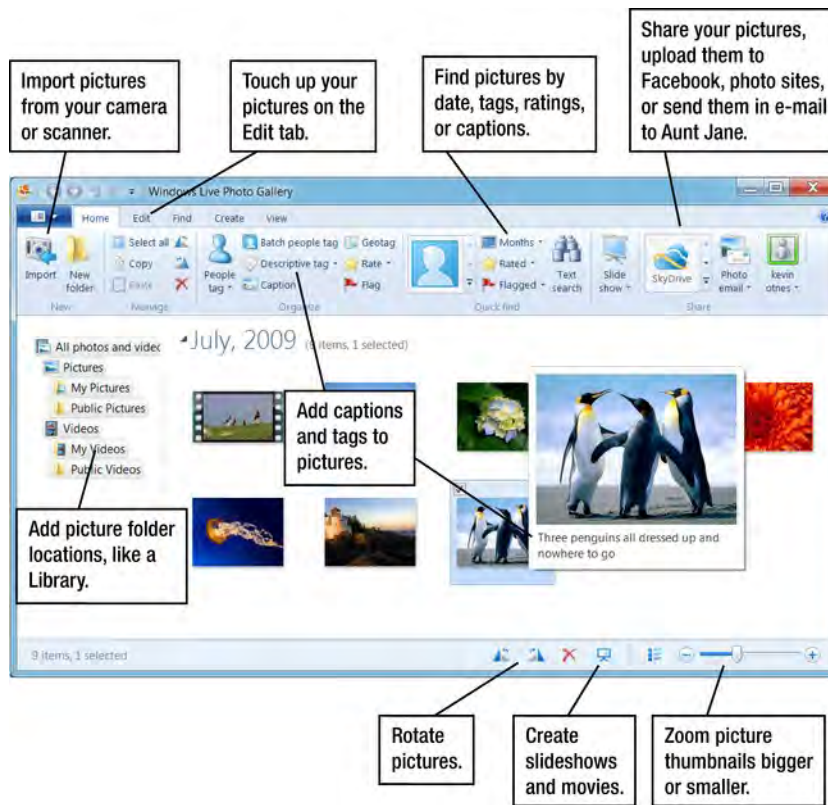 Share your pictures,
upload them to
Facebook, photo sites,
or send them in e-mail
to Aunt Jane.
Import pictures
from your camera
or scanner.
Touch up your
pictures on the
Edit tab.
Find pictures by
date, tags, ratings,
or captions.
Windows Live Photo Gallery
Home Edit Find Create View
Select all Batch people tag Geotag Months
Copy Descriptive tag Rate Rated
Paste Caption Flag Flagged
Import New folder People tag Text search Slide show SkyDrive Photo email kevin otnes
New Manage Organize Quick find Share
All photos and videc
Pictures
My Pictures
Public Pictures
Videos
My Videos
Public Videos
July, 2009 (9 items, 1 selected)
Add captions
and tags to
pictures.
Three penguins all dressed up and
nowhere to go
Add picture folder
locations, like a
Library.
9 items, 1 selected
Rotate
pictures.
Create
slideshows
and movies.
Zoom picture
thumbnails bigger
or smaller.